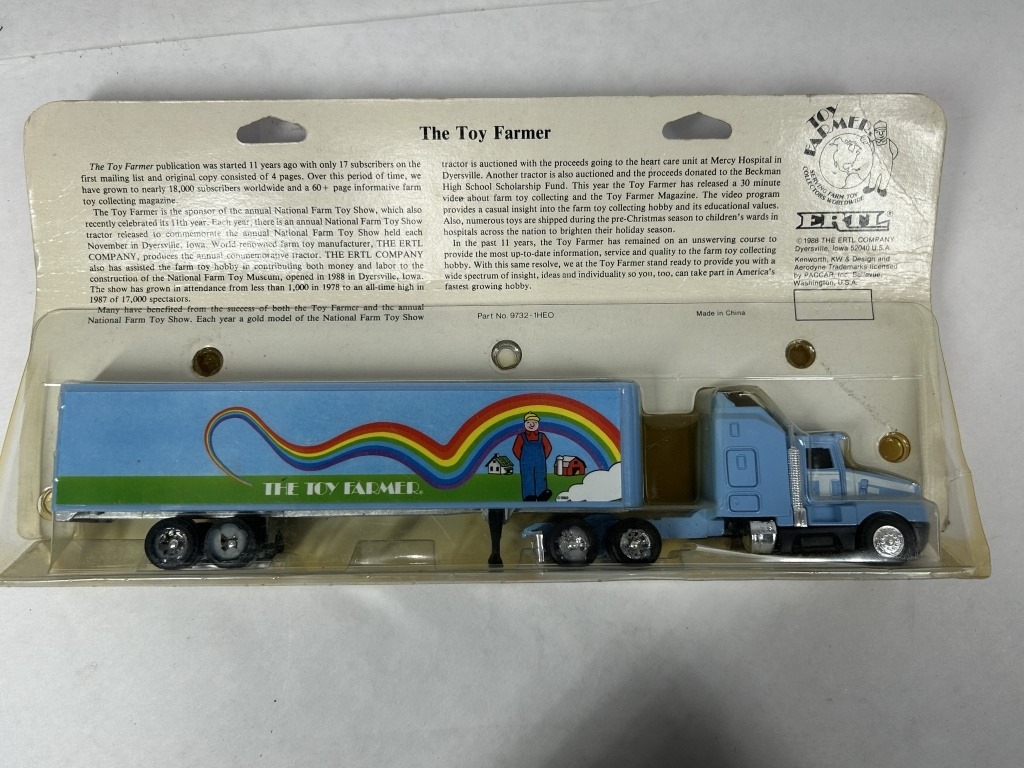 The Toy Farmer
The Toy Farmer publication was started 11 years ago with only 17 subscribers on the
first mailing list and original copy consisted of 4 pages. Over this period of time, we
have grown to nearly 18,000 subscribers worldwide and a 60+ page informative farm
toy collecting magazine.
The Toy Farmer is the sponsor of the annual National Farm Toy Show, which also
recently celebrated its 11th year. Each year, there is an annual National Farm Toy Show
tractor released to commemorate the annual National Farm Toy Show held each
November in Dyersville, Iowa. World renowned farm toy manufacturer, THE ERTL
COMPANY, produces the annual commemorative tractor. THE ERTL COMPANY
also has assisted the farm toy hobby in contributing both money and labor to the
construction of the National Farm Toy Museum, opened in 1988 in Dyersville, Iowa.
The show has grown in attendance from less than 1,000 in 1978 to an all-time high in
1987 of 17,000 spectators.
Many have benefited from the success of both the Toy Farmer and the annual
National Farm Toy Show. Each year a gold model of the National Farm Toy Show
tractor is auctioned with the proceeds going to the heart care unit at Mercy Hospital in
Dyersville. Another tractor is also auctioned and the proceeds donated to the Beckman
High School Scholarship Fund. This year the Toy Farmer has released a 30 minute
video about farm toy collecting and the Toy Farmer Magazine. The video program
provides a casual insight into the farm toy collecting hobby and its educational values.
Also, numerous toys are shipped during the pre-Christmas season to children's wards in
hospitals across the nation to brighten their holiday season.
In the past 11 years, the Toy Farmer has remained on an unswerving course to
provide the most up-to-date information, service and quality to the farm toy collecting
hobby. With this same resolve, we at the Toy Farmer stand ready to provide you with a
wide spectrum of insight, ideas and individuality so you, too, can take part in America's
fastest growing hobby.
TOY
FARMER
SERVING FARM TOY
COLLECTORS WORLDWIDE
ERTL
© 1988 THE ERTL COMPANY
Dyersville, Iowa 52040 U.S.A.
Kenworth, KW & Design and
Aerodyne Trademarks licensed
by PACCAR, Inc. Bellevue,
Washington, U.S.A.
Part No. 9732-1HEO
Made in China
THE TOY FARMER®